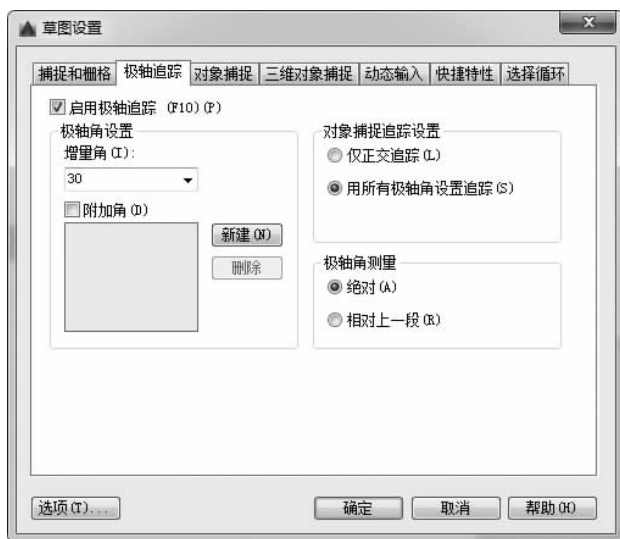 草图设置
捕捉和栅格 极轴追踪 对象捕捉 三维对象捕捉 动态输入 快捷特性 选择循环
启用极轴追踪 (F10)(P)
极轴角设置
增量角(I):
30
附加角(D)
新建(N)
删除
对象捕捉追踪设置
仅正交追踪(L)
用所有极轴角设置追踪(S)
极轴角测量
绝对(A)
相对上一段(R)
选项(T)... 确定 取消 帮助(H)